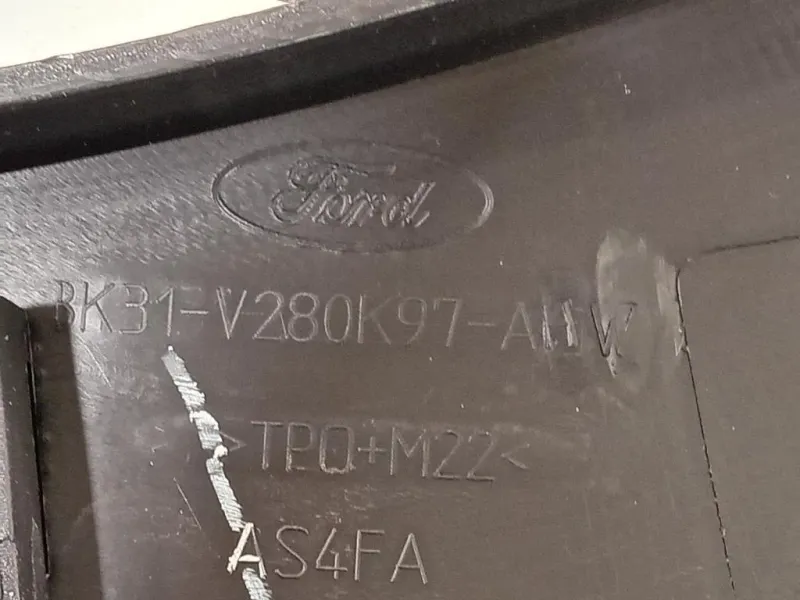 Ford
BK31-V280K97-
>TPO+M22<
AS4FA